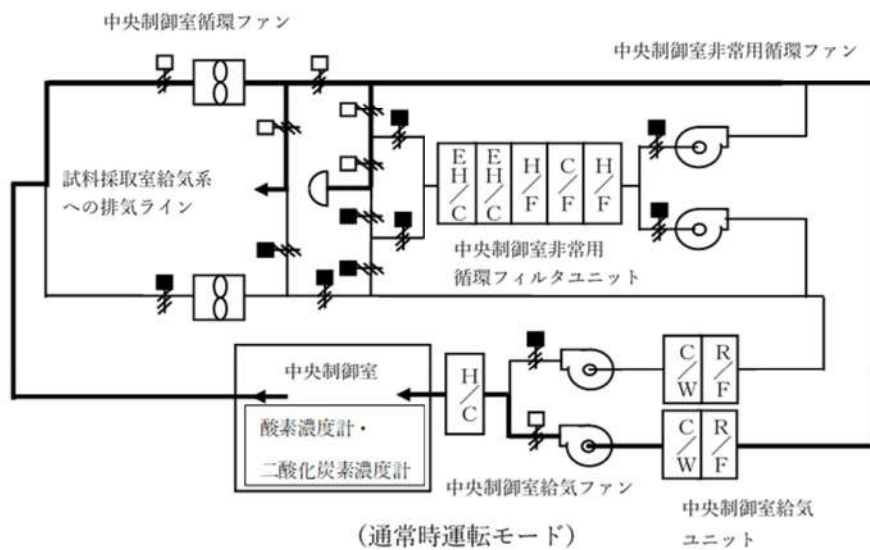 中央制御室循環ファン
中央制御室非常用循環ファン
試料採取室給気系
への排気ライン
EH/C
EH/C
H/F
C/F
H/F
中央制御室非常用
循環フィルタユニット
中央制御室
酸素濃度計・
二酸化炭素濃度計
H/C
C/W
R/F
C/W
R/F
中央制御室給気ファン
中央制御室給気
ユニット
(通常時運転モード)